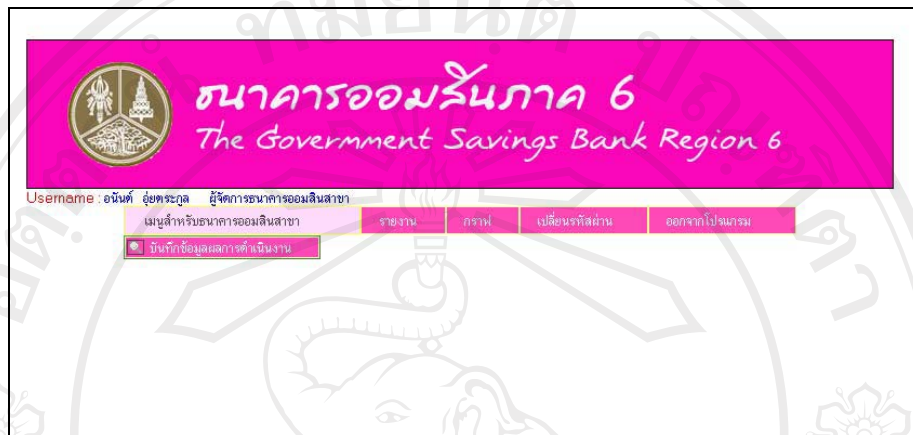 ธนาคารออมสินภาค 6
The Government Savings Bank Region 6
Username : อนันต์ อุ่ยตระกูล ผู้จัดการธนาคารออมสินสาขา
เมนูสำหรับธนาคารออมสินสาขา รายงาน กราฟ เปลี่ยนรหัสผ่าน ออกจากโปรแกรม
บันทึกข้อมูลผลการดำเนินงาน